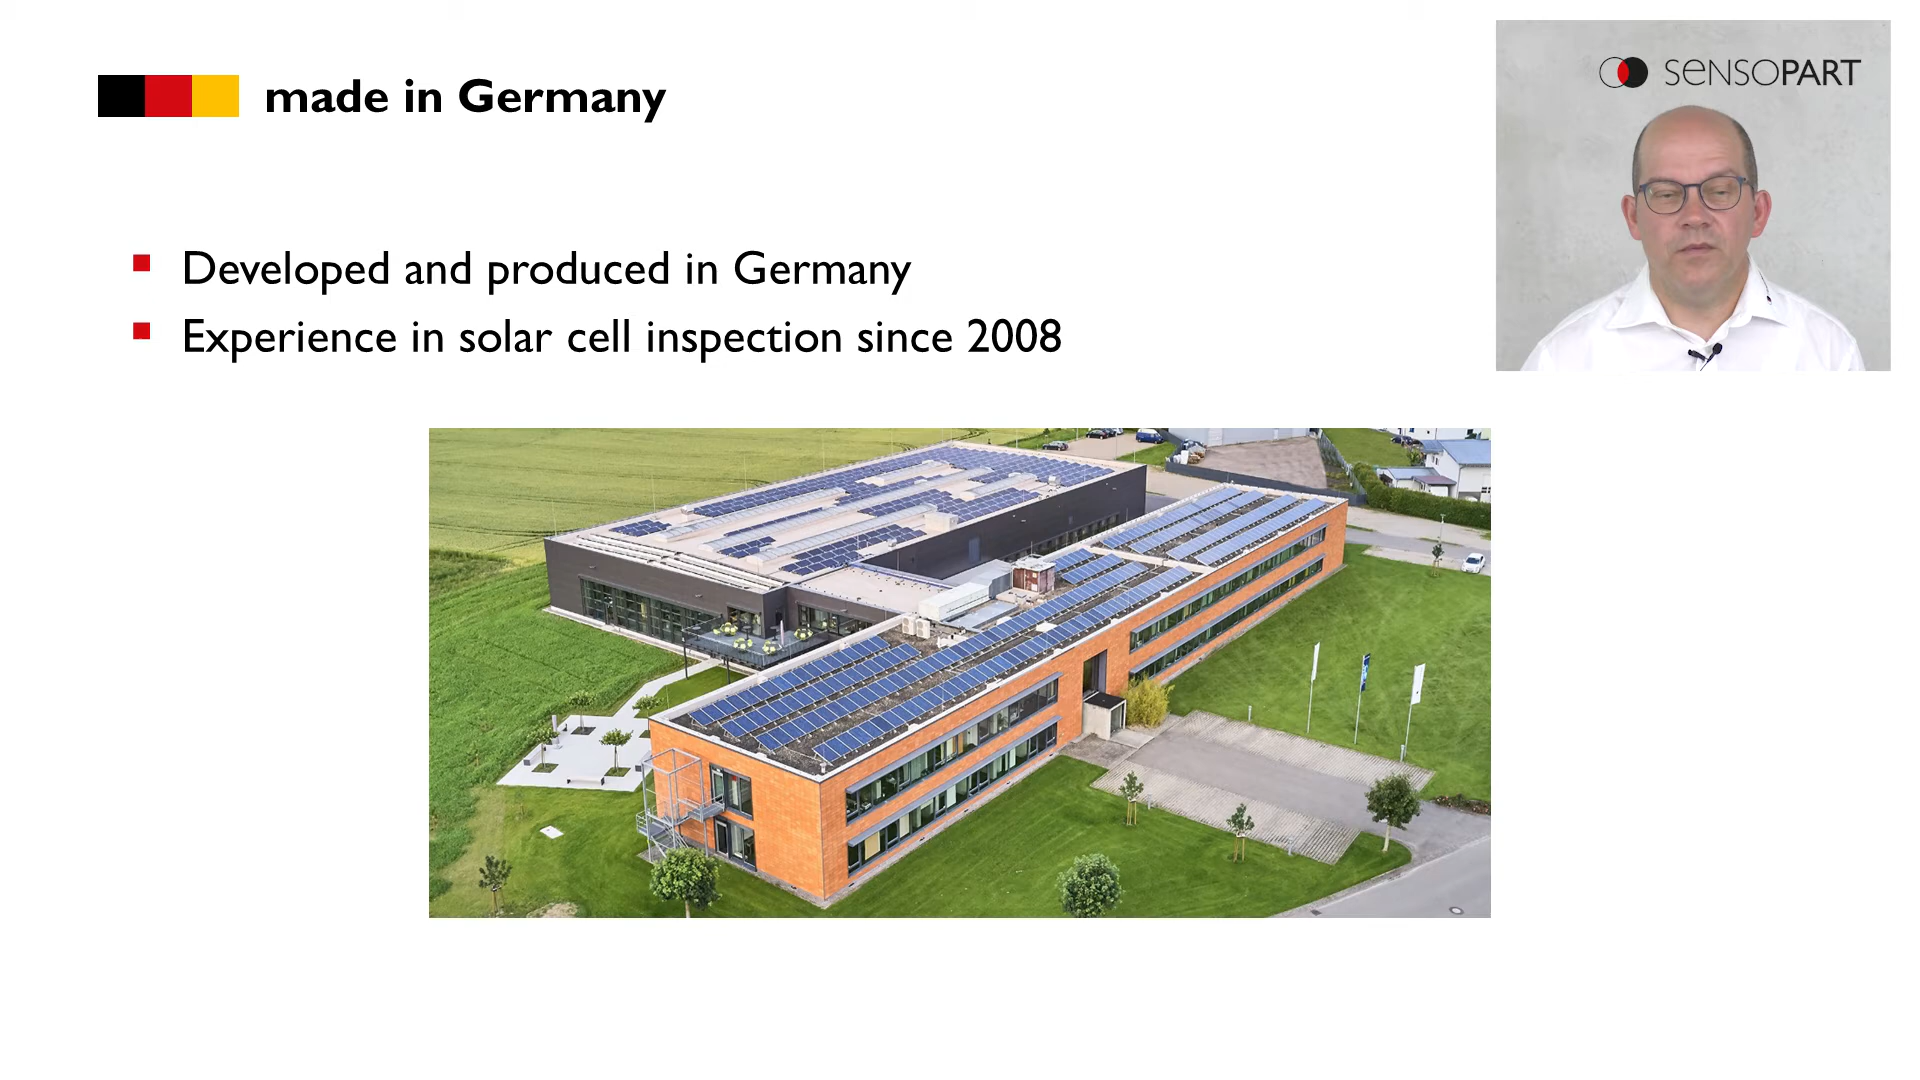 made in Germany
SENSOPART
Developed and produced in Germany
Experience in solar cell inspection since 2008